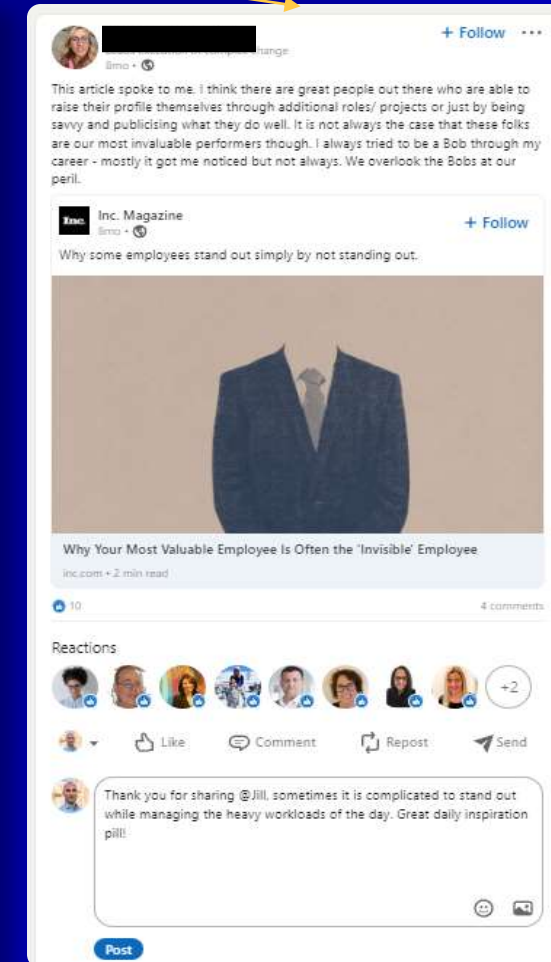 + Follow ...
change
8mo •
This article spoke to me. I think there are great people out there who are able to
raise their profile themselves through additional roles/ projects or just by being
savvy and publicising what they do well. It is not always the case that these folks
are our most invaluable performers though. I always tried to be a Bob through my
career - mostly it got me noticed but not always. We overlook the Bobs at our
peril.
Inc.
Inc. Magazine
8mo •
+ Follow
Why some employees stand out simply by not standing out.
Why Your Most Valuable Employee Is Often the 'Invisible' Employee
inc.com • 2 min read
10
4 comments
Reactions
+2
Like
Comment
Repost
Send
Thank you for sharing @Jill, sometimes it is complicated to stand out
while managing the heavy workloads of the day. Great daily inspiration
pill!
Post